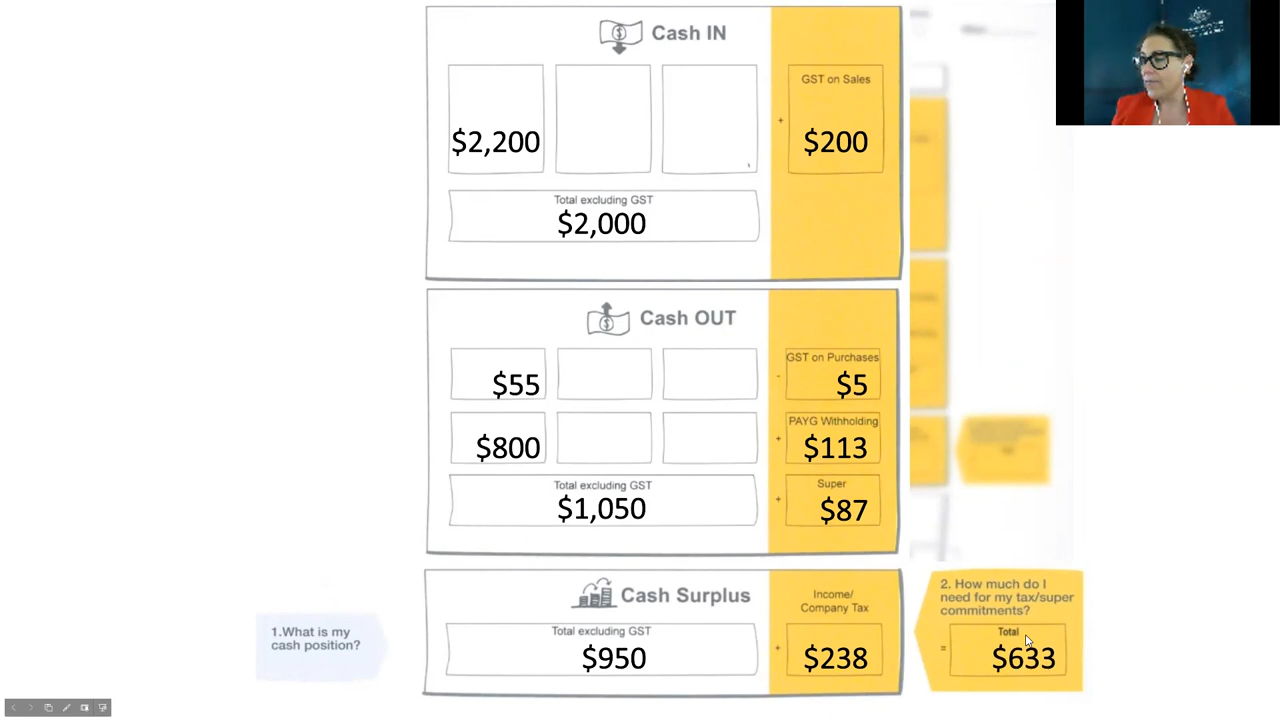 Cash IN
GST on Sales
$2,200
+
$200
Total excluding GST
$2,000
Cash OUT
GST on Purchases
$55
-
$5
PAYG Withholding
$800
+
$113
Total excluding GST
Super
$1,050
+
$87
Cash Surplus
Income/
Company Tax
2. How much do I
need for my tax/super
commitments?
1.What is my
cash position?
Total excluding GST
$950
+
$238
Total
=
$633